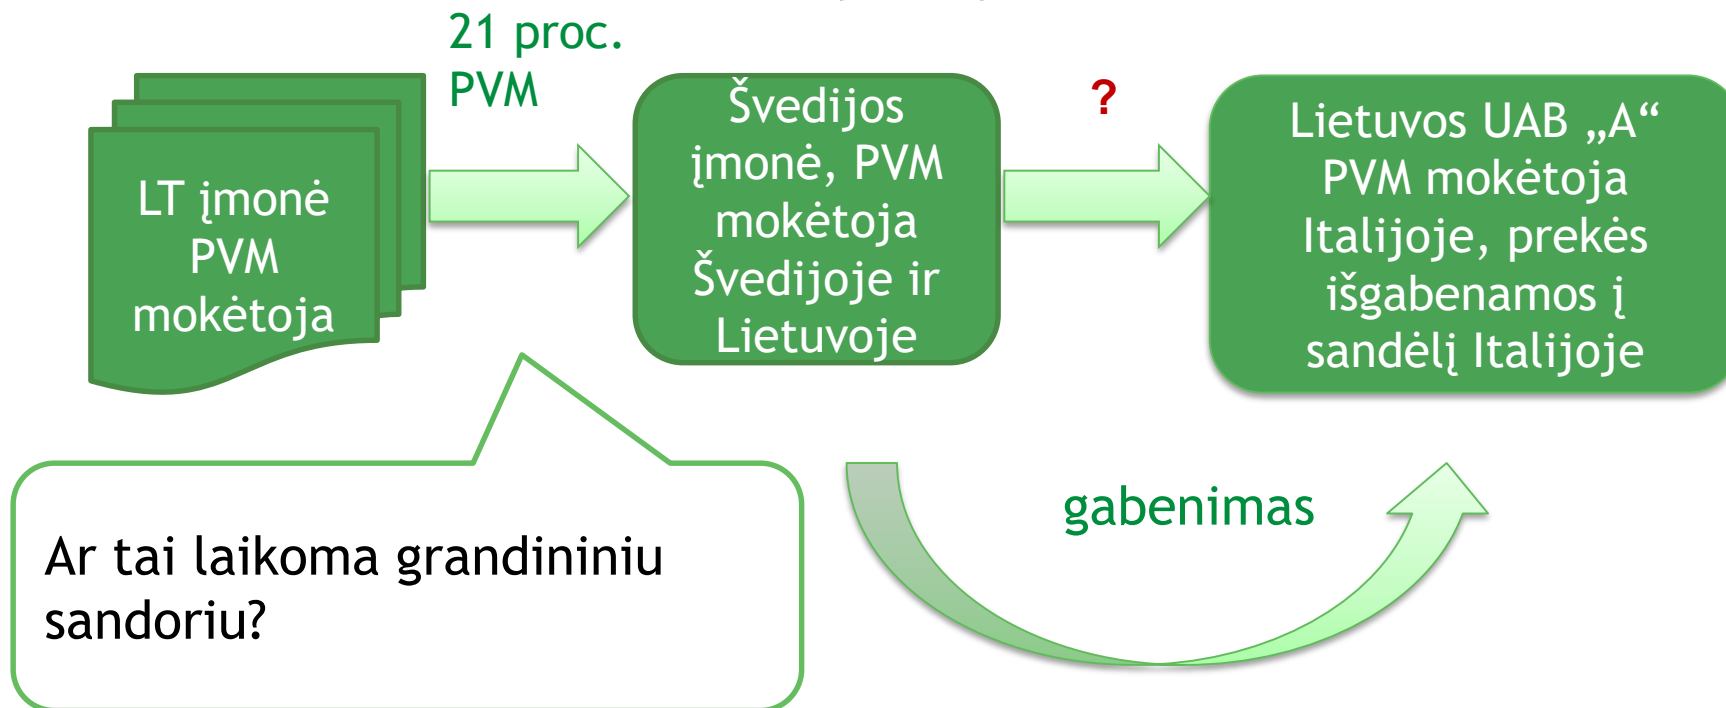 21 proc.
PVM
LT įmonė
PVM
mokėtoja
Švedijos
įmonė, PVM
mokėtoja
Švedijoje ir
Lietuvoje
?
Lietuvos UAB „A“
PVM mokėtoja
Italijoje, prekės
išgabenamos į
sandėlį Italijoje
gabenimas
Ar tai laikoma grandininiu
sandoriu?